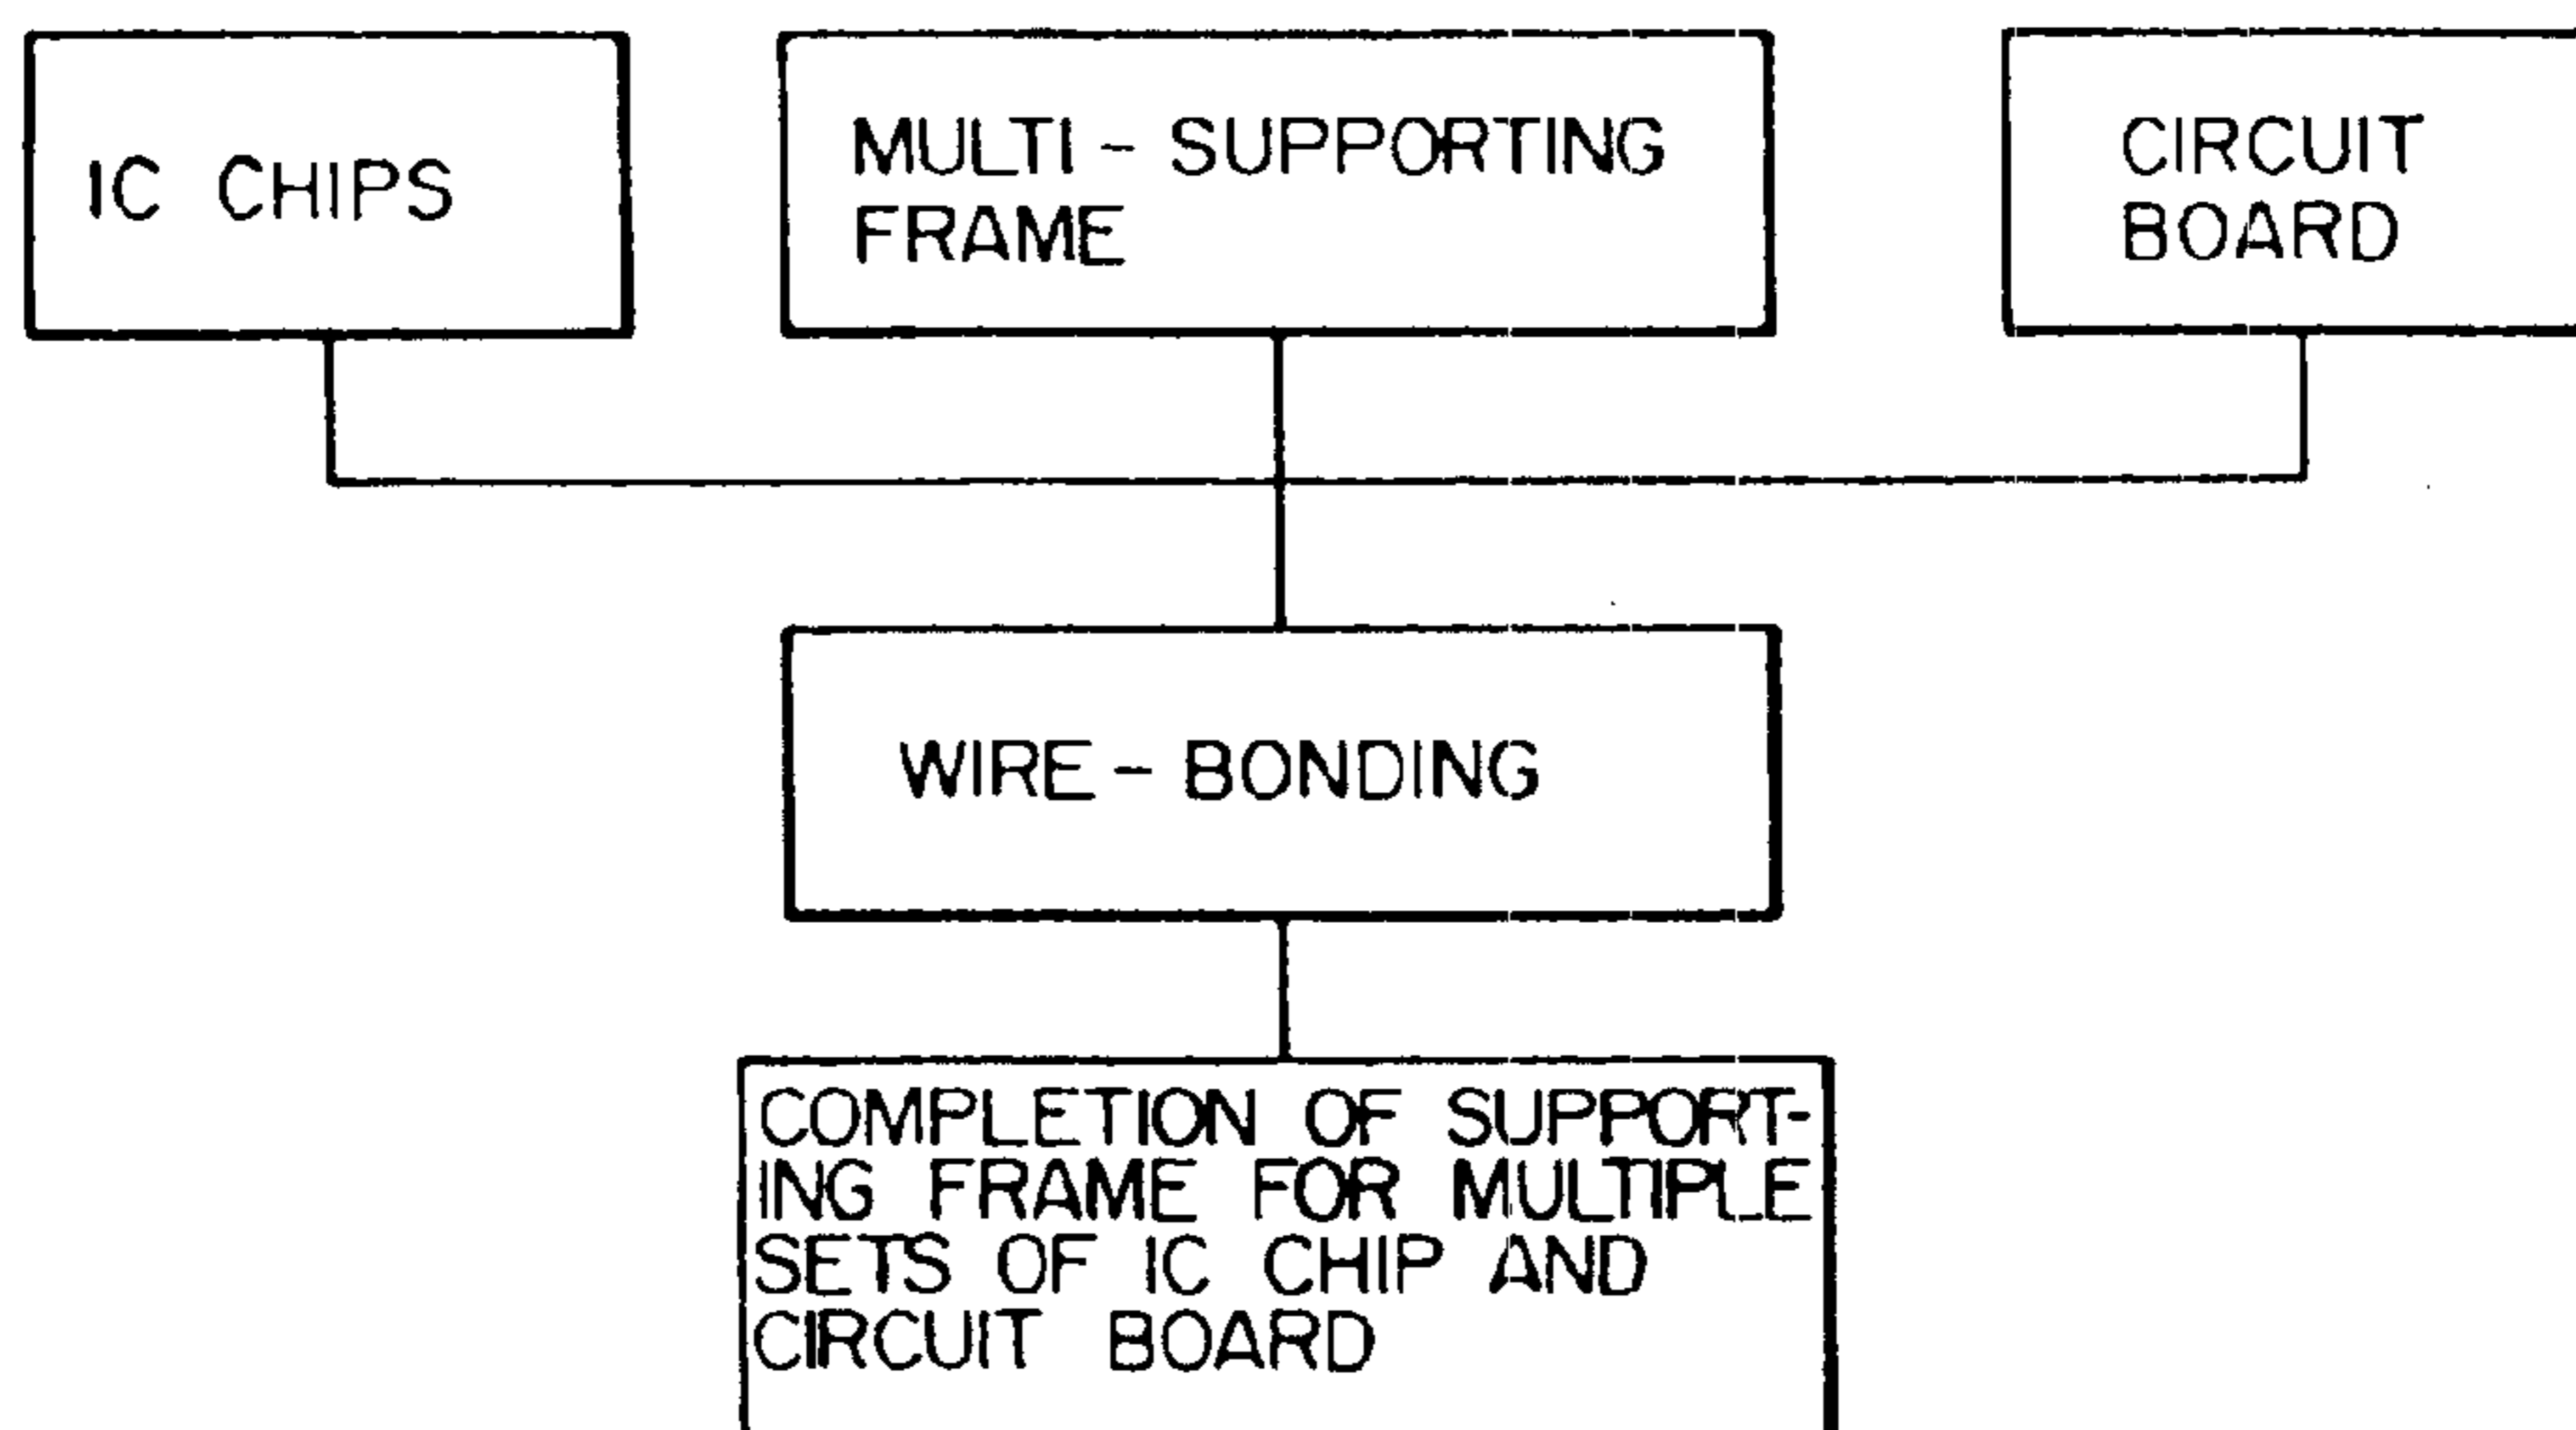 IC CHIPS
MULTI - SUPPORTING
FRAME
CIRCUIT
BOARD
WIRE - BONDING
COMPLETION OF SUPPORT-
ING FRAME FOR MULTIPLE
SETS OF IC CHIP AND
CIRCUIT BOARD